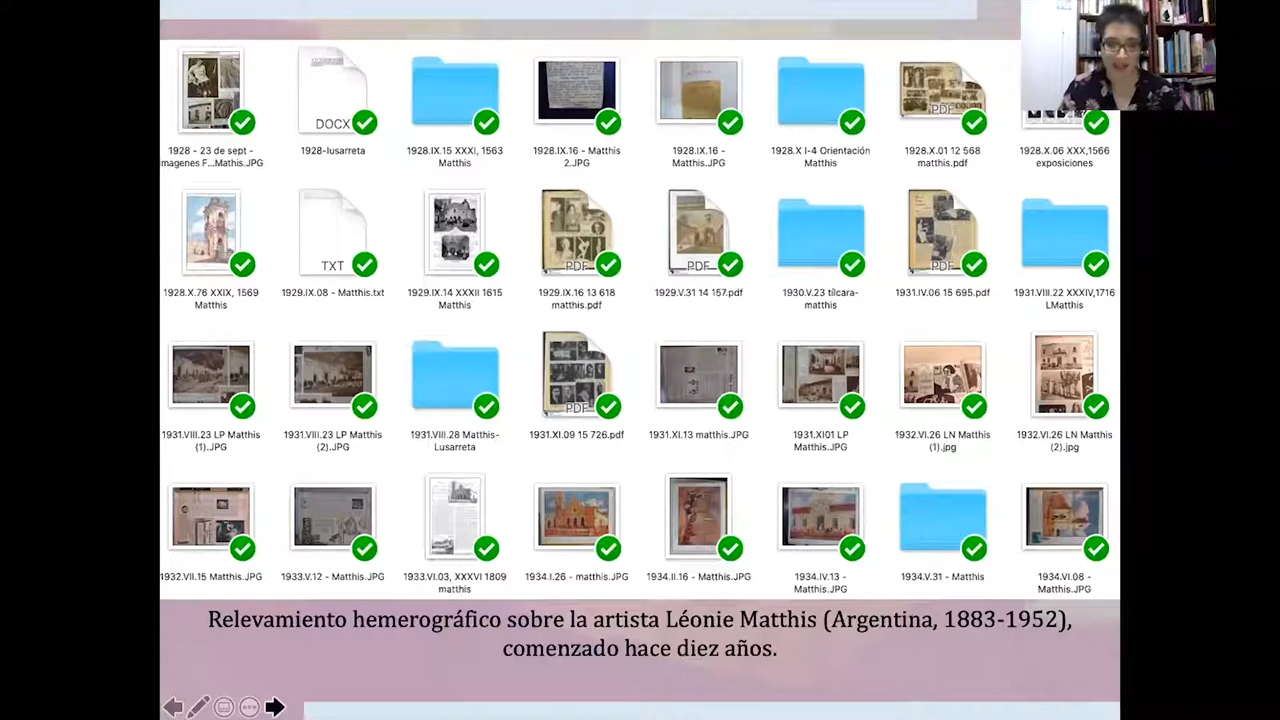 1928 - 23 de sept -
magenes F...Mathis.JPG
DOCX
1928-lusarreta
1928.IX.15 XXXI, 1563
Matthis
1928.IX.16 - Matthis
2.JPG
1928.IX.16 -
Matthis.JPG
1928.X I-4 Orientación
Matthis
PDF
1928.X.01 12 568
matthis.pdf
1928.X.06 XXX,1566
exposiciones
1928.X.76 XXIX, 1569
Matthis
TXT
1929.IX.08 - Matthis.txt
1929.IX.14 XXXII 1615
Matthis
PDF
1929.IX.16 13 618
matthis.pdf
PDF
1929.V.31 14 157.pdf
1930.V.23 tílcara-
matthis
PDF
1931.IV.06 15 695.pdf
1931.VIII.22 XXXIV,1716
LMatthis
1931.VIII.23 LP Matthis
(1).JPG
1931.VIII.23 LP Matthis
(2).JPG
1931.VIII.28 Matthis-
Lusarreta
PDF
1931.XI.09 15 726.pdf
1931.XI.13 matthis.JPG
1931.XI01 LP
Matthis.JPG
1932.VI.26 LN Matthis
(1).jpg
1932.VI.26 LN Matthis
(2).jpg
1932.VII.15 Matthis.JPG
1933.V.12 - Matthis.JPG
1933.VI.03, XXXVI 1809
matthis
1934.I.26 - matthis.JPG
1934.II.16 - Matthis.JPG
1934.IV.13 -
Matthis.JPG
1934.V.31 - Matthis
1934.VI.08 -
Matthis.JPG
Relevamiento hemerográfico sobre la artista Léonie Matthis (Argentina, 1883-1952),
comenzado hace diez años.